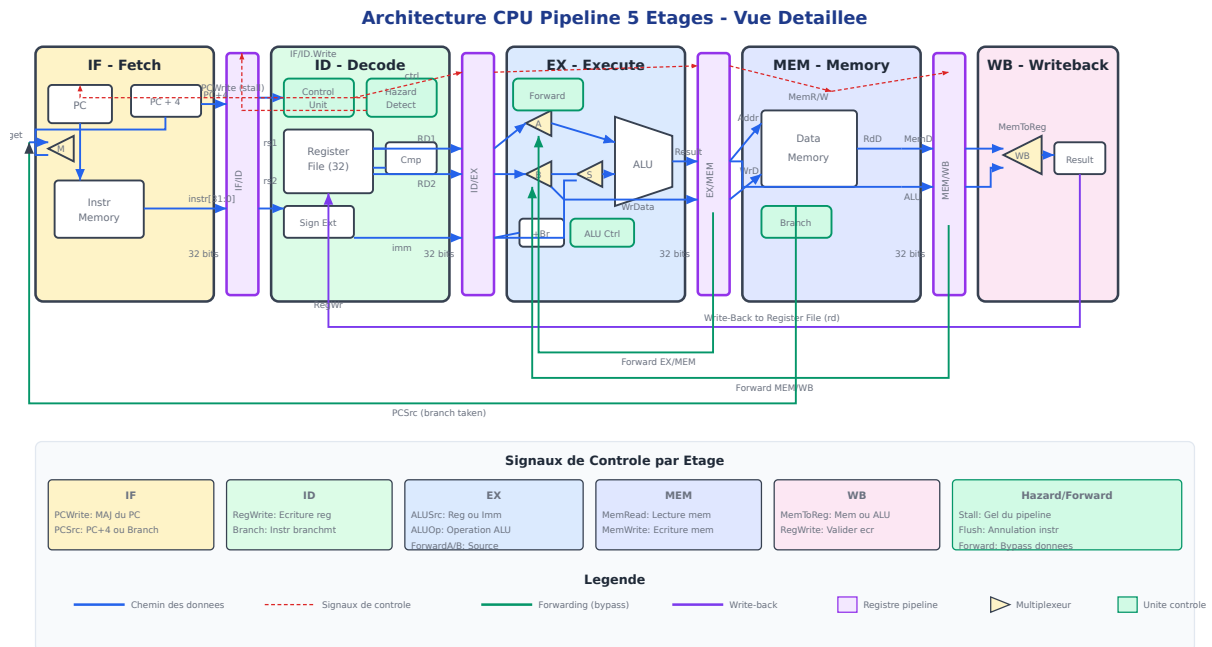 Architecture CPU Pipeline 5 Etages - Vue Detaillee
IF - Fetch
ID - Decode
EX - Execute
MEM - Memory
WB - Writeback
IF/ID.Write
PCWrite (stall)
ctrl
PC
PC + 4
PC+4
Control
Unit
Hazard
Detect
Forward
MemR/W
get
M
rs1
rs2
Register
File (32)
RD1
Cmp
RD2
A
B
S
ALU
Result
Addr
WrD
Data
Memory
RdD
MemD
ALU
MemToReg
WB
Result
Instr
Memory
instr[31:0]
IF/ID
ID/EX
EX/MEM
MEM/WB
Sign Ext
imm
+Br
ALU Ctrl
WrData
Branch
32 bits
32 bits
32 bits
32 bits
RegWr
Write-Back to Register File (rd)
Forward EX/MEM
Forward MEM/WB
PCSrc (branch taken)
Signaux de Controle par Etage
IF
PCWrite: MAJ du PC
PCSrc: PC+4 ou Branch
ID
RegWrite: Ecriture reg
Branch: Instr branchmt
EX
ALUSrc: Reg ou Imm
ALUOp: Operation ALU
ForwardA/B: Source
MEM
MemRead: Lecture mem
MemWrite: Ecriture mem
WB
MemToReg: Mem ou ALU
RegWrite: Valider ecr
Hazard/Forward
Stall: Gel du pipeline
Flush: Annulation instr
Forward: Bypass donnees
Legende
Chemin des donnees
Signaux de controle
Forwarding (bypass)
Write-back
Registre pipeline
Multiplexeur
Unite controle